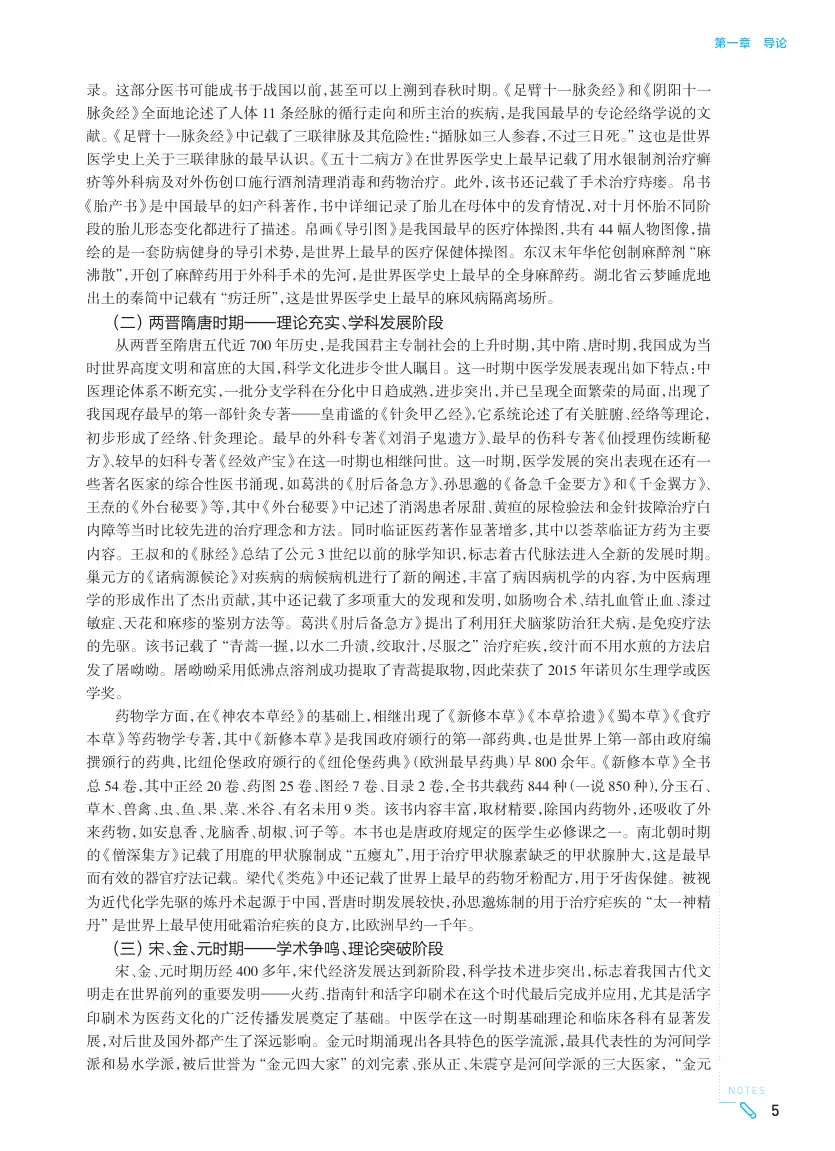 第一章　导论
录。这部分医书可能成书于战国以前，甚至可以上溯到春秋时期。《足臂十一脉灸经》和《阴阳十一
脉灸经》全面地论述了人体 11 条经脉的循行走向和所主治的疾病，是我国最早的专论经络学说的文
献。《足臂十一脉灸经》中记载了三联律脉及其危险性：“揗脉如三人参舂，不过三日死。”这也是世界
医学史上关于三联律脉的最早认识。《五十二病方》在世界医学史上最早记载了用水银制剂治疗癣
疥等外科病及对外伤创口施行酒剂清理消毒和药物治疗。此外，该书还记载了手术治疗痔瘘。帛书
《胎产书》是中国最早的妇产科著作，书中详细记录了胎儿在母体中的发育情况，对十月怀胎不同阶
段的胎儿形态变化都进行了描述。帛画《导引图》是我国最早的医疗体操图，共有 44 幅人物图像，描
绘的是一套防病健身的导引术势，是世界上最早的医疗保健体操图。东汉末年华佗创制麻醉剂“麻
沸散”，开创了麻醉药用于外科手术的先河，是世界医学史上最早的全身麻醉药。湖北省云梦睡虎地
出土的秦简中记载有“疠迁所”，这是世界医学史上最早的麻风病隔离场所。
（二）两晋隋唐时期——理论充实、学科发展阶段
从两晋至隋唐五代近 700 年历史，是我国君主专制社会的上升时期，其中隋、唐时期，我国成为当
时世界高度文明和富庶的大国，科学文化进步令世人瞩目。这一时期中医学发展表现出如下特点：中
医理论体系不断充实，一批分支学科在分化中日趋成熟，进步突出，并已呈现全面繁荣的局面，出现了
我国现存最早的第一部针灸专著——皇甫谧的《针灸甲乙经》，它系统论述了有关脏腑、经络等理论，
初步形成了经络、针灸理论。最早的外科专著《刘涓子鬼遗方》、最早的伤科专著《仙授理伤续断秘
方》、较早的妇科专著《经效产宝》在这一时期也相继问世。这一时期，医学发展的突出表现在还有一
些著名医家的综合性医书涌现，如葛洪的《肘后备急方》、孙思邈的《备急千金要方》和《千金翼方》、
王焘的《外台秘要》等，其中《外台秘要》中记述了消渴患者尿甜、黄疸的尿检验法和金针拔障治疗白
内障等当时比较先进的治疗理念和方法。同时临证医药著作显著增多，其中以荟萃临证方药为主要
内容。王叔和的《脉经》总结了公元 3 世纪以前的脉学知识，标志着古代脉法进入全新的发展时期。
巢元方的《诸病源候论》对疾病的病候病机进行了新的阐述，丰富了病因病机学的内容，为中医病理
学的形成作出了杰出贡献，其中还记载了多项重大的发现和发明，如肠吻合术、结扎血管止血、漆过
敏症、天花和麻疹的鉴别方法等。葛洪《肘后备急方》提出了利用狂犬脑浆防治狂犬病，是免疫疗法
的先驱。该书记载了“青蒿一握，以水二升渍，绞取汁，尽服之”治疗疟疾，绞汁而不用水煎的方法启
发了屠呦呦。屠呦呦采用低沸点溶剂成功提取了青蒿提取物，因此荣获了 2015 年诺贝尔生理学或医
学奖。
药物学方面，在《神农本草经》的基础上，相继出现了《新修本草》《本草拾遗》《蜀本草》《食疗
本草》等药物学专著，其中《新修本草》是我国政府颁行的第一部药典，也是世界上第一部由政府编
撰颁行的药典，比纽伦堡政府颁行的《纽伦堡药典》（欧洲最早药典）早 800 余年。《新修本草》全书
总 54 卷，其中正经 20 卷、药图 25 卷、图经 7 卷、目录 2 卷，全书共载药 844 种（一说 850 种），分玉石、
草木、兽禽、虫、鱼、果、菜、米谷、有名未用 9 类。该书内容丰富，取材精要，除国内药物外，还吸收了外
来药物，如安息香、龙脑香、胡椒、诃子等。本书也是唐政府规定的医学生必修课之一。南北朝时期
的《僧深集方》记载了用鹿的甲状腺制成“五瘿丸”，用于治疗甲状腺素缺乏的甲状腺肿大，这是最早
而有效的器官疗法记载。梁代《类苑》中还记载了世界上最早的药物牙粉配方，用于牙齿保健。被视
为近代化学先驱的炼丹术起源于中国，晋唐时期发展较快，孙思邈炼制的用于治疗疟疾的“太一神精
丹”是世界上最早使用砒霜治疟疾的良方，比欧洲早约一千年。
（三）宋、金、元时期——学术争鸣、理论突破阶段
宋、金、元时期历经 400 多年，宋代经济发展达到新阶段，科学技术进步突出，标志着我国古代文
明走在世界前列的重要发明——火药、指南针和活字印刷术在这个时代最后完成并应用，尤其是活字
印刷术为医药文化的广泛传播发展奠定了基础。中医学在这一时期基础理论和临床各科有显著发
展，对后世及国外都产生了深远影响。金元时期涌现出各具特色的医学流派，最具代表性的为河间学
派和易水学派，被后世誉为“金元四大家”的刘完素、张从正、朱震亨是河间学派的三大医家，“金元
NOTES
5